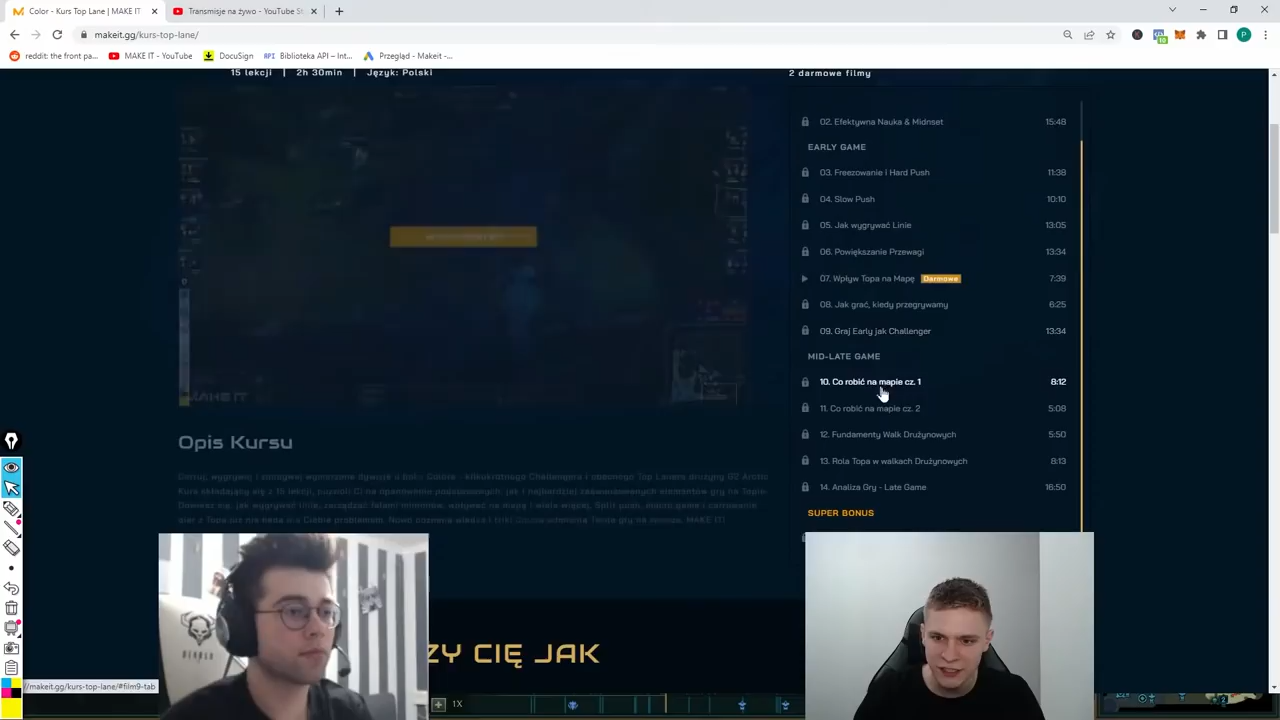 Color - Kurs Top Lane | MAKE IT
Transmisje na żywo - YouTube St
makeit.gg/kurs-top-lane/
reddit: the front pa...
MAKE IT - YouTube
DocuSign
API
Biblioteka API – Int...
Przegląd - Makeit -...
10
P
15 lekcji | 2h 30min | Język: Polski
2 darmowe filmy
02. Efektywna Nauka & Midnset 15:48
EARLY GAME
03. Freezowanie i Hard Push 11:38
04. Slow Push 10:10
05. Jak wygrywać Linie 13:05
06. Powiększanie Przewagi 13:34
07. Wpływ Topa na Mapę Darmowe 7:39
08. Jak grać, kiedy przegrywamy 6:25
09. Graj Early jak Challenger 13:34
MID-LATE GAME
10. Co robić na mapie cz. 1 8:12
11. Co robić na mapie cz. 2 5:08
12. Fundamenty Walk Drużynowych 5:50
13. Rola Topa w walkach Drużynowych 8:13
14. Analiza Gry - Late Game 16:50
SUPER BONUS
MAKE IT
Opis Kursu
ZY CIĘ JAK
//makeit.gg/kurs-top-lane/#film9-tab
1X